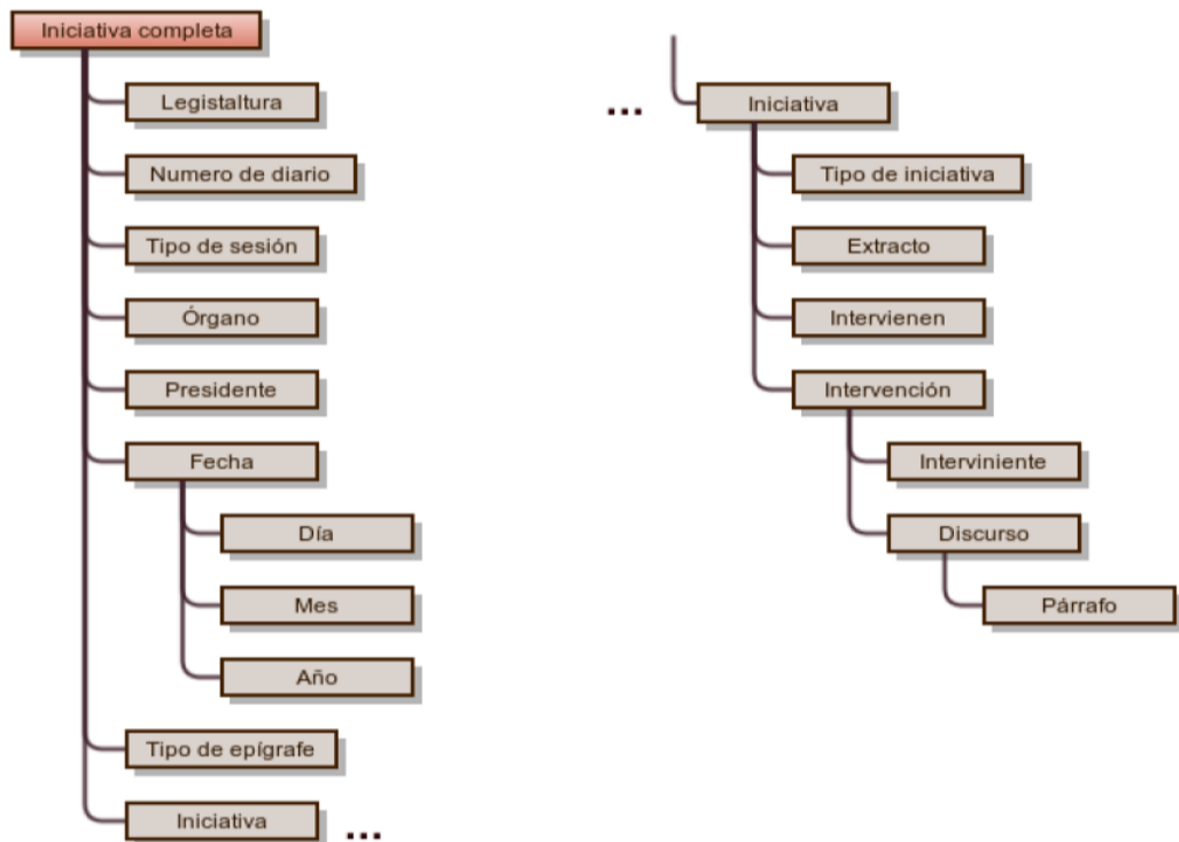 Iniciativa completa
Legistaltura
Numero de diario
Tipo de sesión
Órgano
Presidente
Fecha
Día
Mes
Año
Tipo de epígrafe
Iniciativa
...
...
Iniciativa
Tipo de iniciativa
Extracto
Intervienen
Intervención
Interviniente
Discurso
Párrafo